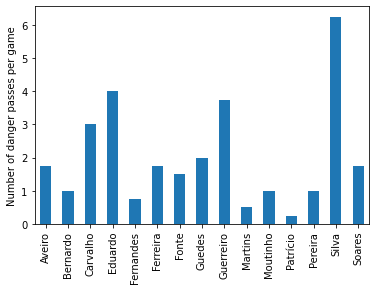 Number of danger passes per game
6
5
4
3
2
1
0
Aveiro
Bernardo
Carvalho
Eduardo
Fernandes
Ferreira
Fonte
Guedes
Guerreiro
Martins
Moutinho
Patrício
Pereira
Silva
Soares